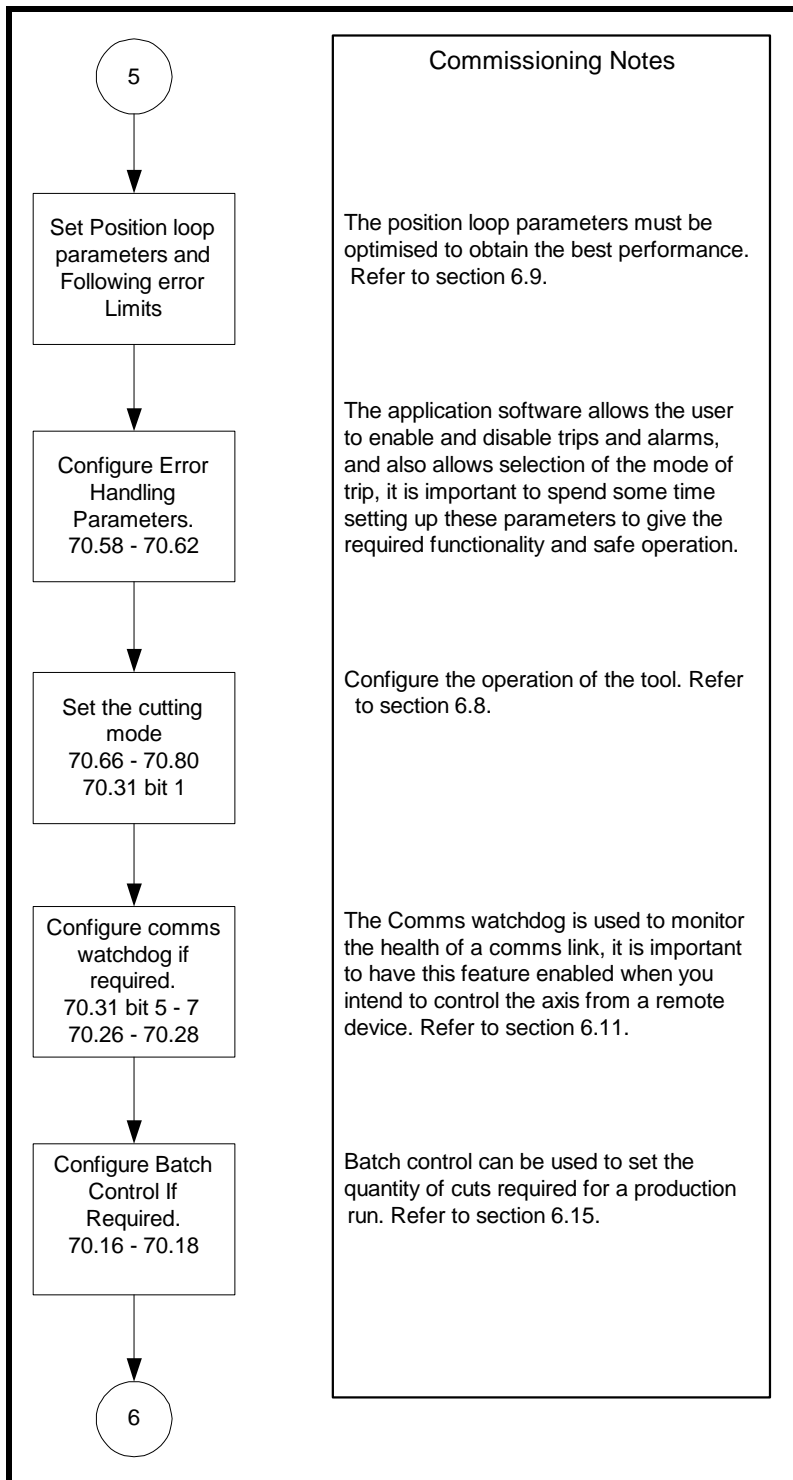 5
Commissioning Notes
Set Position loop
parameters and
Following error
Limits
The position loop parameters must be
optimised to obtain the best performance.
Refer to section 6.9.
Configure Error
Handling
Parameters.
70.58 - 70.62
The application software allows the user
to enable and disable trips and alarms,
and also allows selection of the mode of
trip, it is important to spend some time
setting up these parameters to give the
required functionality and safe operation.
Set the cutting
mode
70.66 - 70.80
70.31 bit 1
Configure the operation of the tool. Refer
to section 6.8.
Configure comms
watchdog if
required.
70.31 bit 5 - 7
70.26 - 70.28
The Comms watchdog is used to monitor
the health of a comms link, it is important
to have this feature enabled when you
intend to control the axis from a remote
device. Refer to section 6.11.
Configure Batch
Control If
Required.
70.16 - 70.18
Batch control can be used to set the
quantity of cuts required for a production
run. Refer to section 6.15.
6